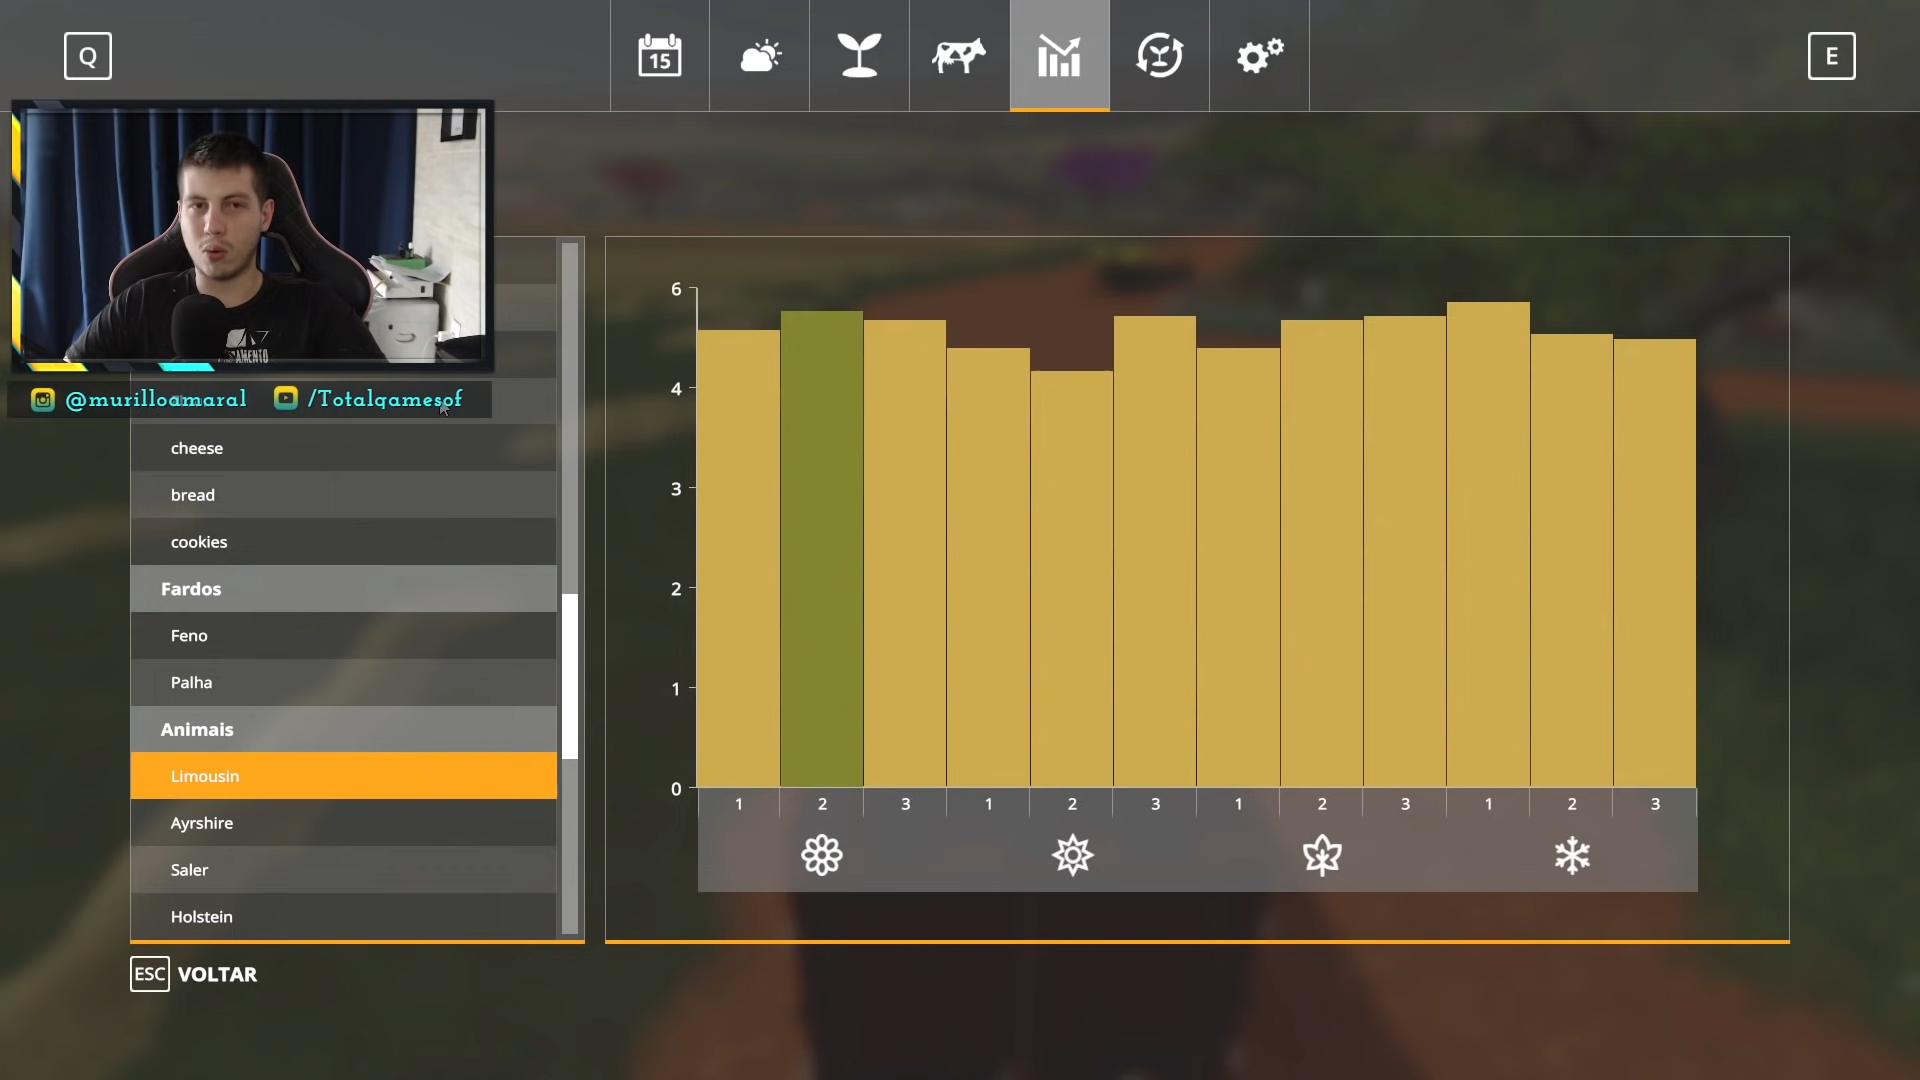 Q
15
E
AMENTO
@murilloamaral /Totalgamesof
cheese
bread
cookies
Fardos
Feno
Palha
Animais
Limousin
Ayrshire
Saler
Holstein
6
4
3
2
1
0
1 2 3 1 2 3 1 2 3 1 2 3
ESC VOLTAR